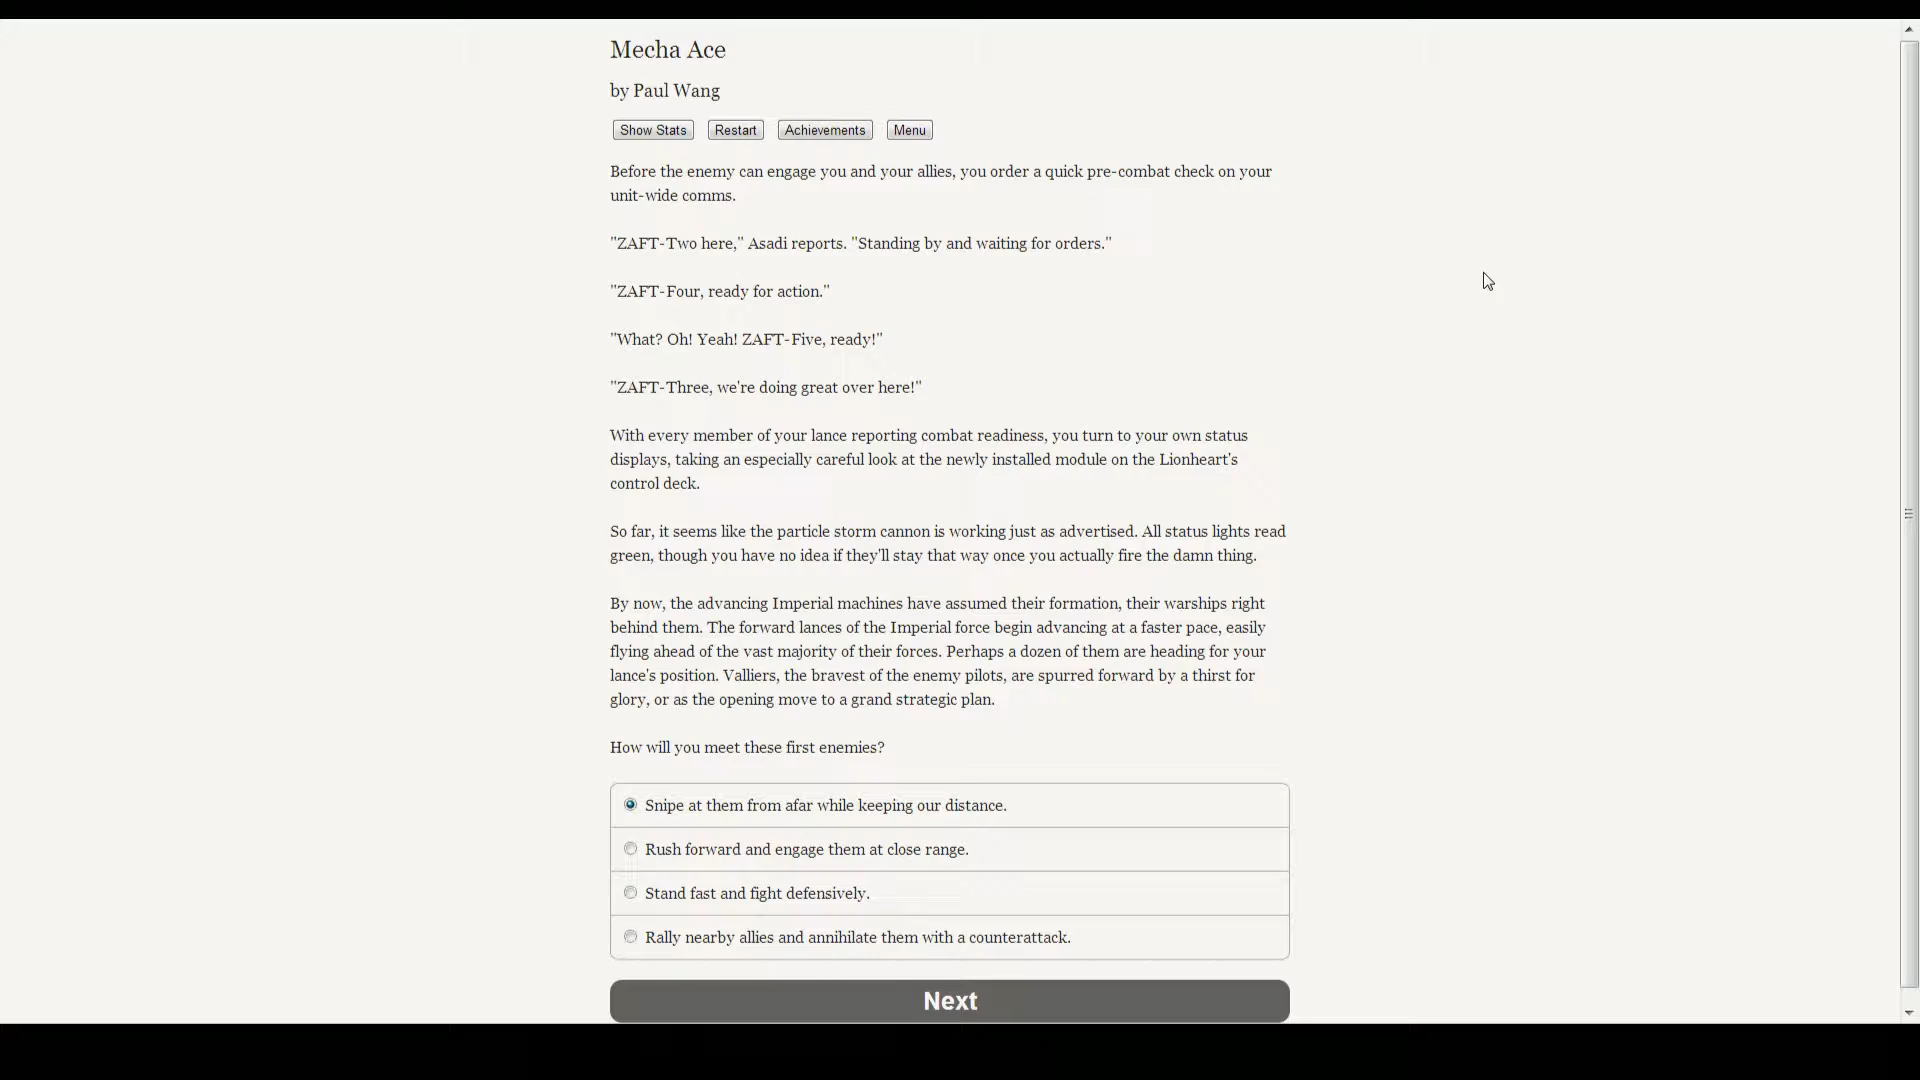 Mecha Ace
by Paul Wang
Show Stats Restart Achievements Menu
Before the enemy can engage you and your allies, you order a quick pre-combat check on your
unit-wide comms.
"ZAFT-Two here," Asadi reports. "Standing by and waiting for orders."
"ZAFT-Four, ready for action."
"What? Oh! Yeah! ZAFT-Five, ready!"
"ZAFT-Three, we're doing great over here!"
With every member of your lance reporting combat readiness, you turn to your own status
displays, taking an especially careful look at the newly installed module on the Lionheart's
control deck.
So far, it seems like the particle storm cannon is working just as advertised. All status lights read
green, though you have no idea if they'll stay that way once you actually fire the damn thing.
By now, the advancing Imperial machines have assumed their formation, their warships right
behind them. The forward lances of the Imperial force begin advancing at a faster pace, easily
flying ahead of the vast majority of their forces. Perhaps a dozen of them are heading for your
lance's position. Valliers, the bravest of the enemy pilots, are spurred forward by a thirst for
glory, or as the opening move to a grand strategic plan.
How will you meet these first enemies?
Snipe at them from afar while keeping our distance.
Rush forward and engage them at close range.
Stand fast and fight defensively.
Rally nearby allies and annihilate them with a counterattack.
Next